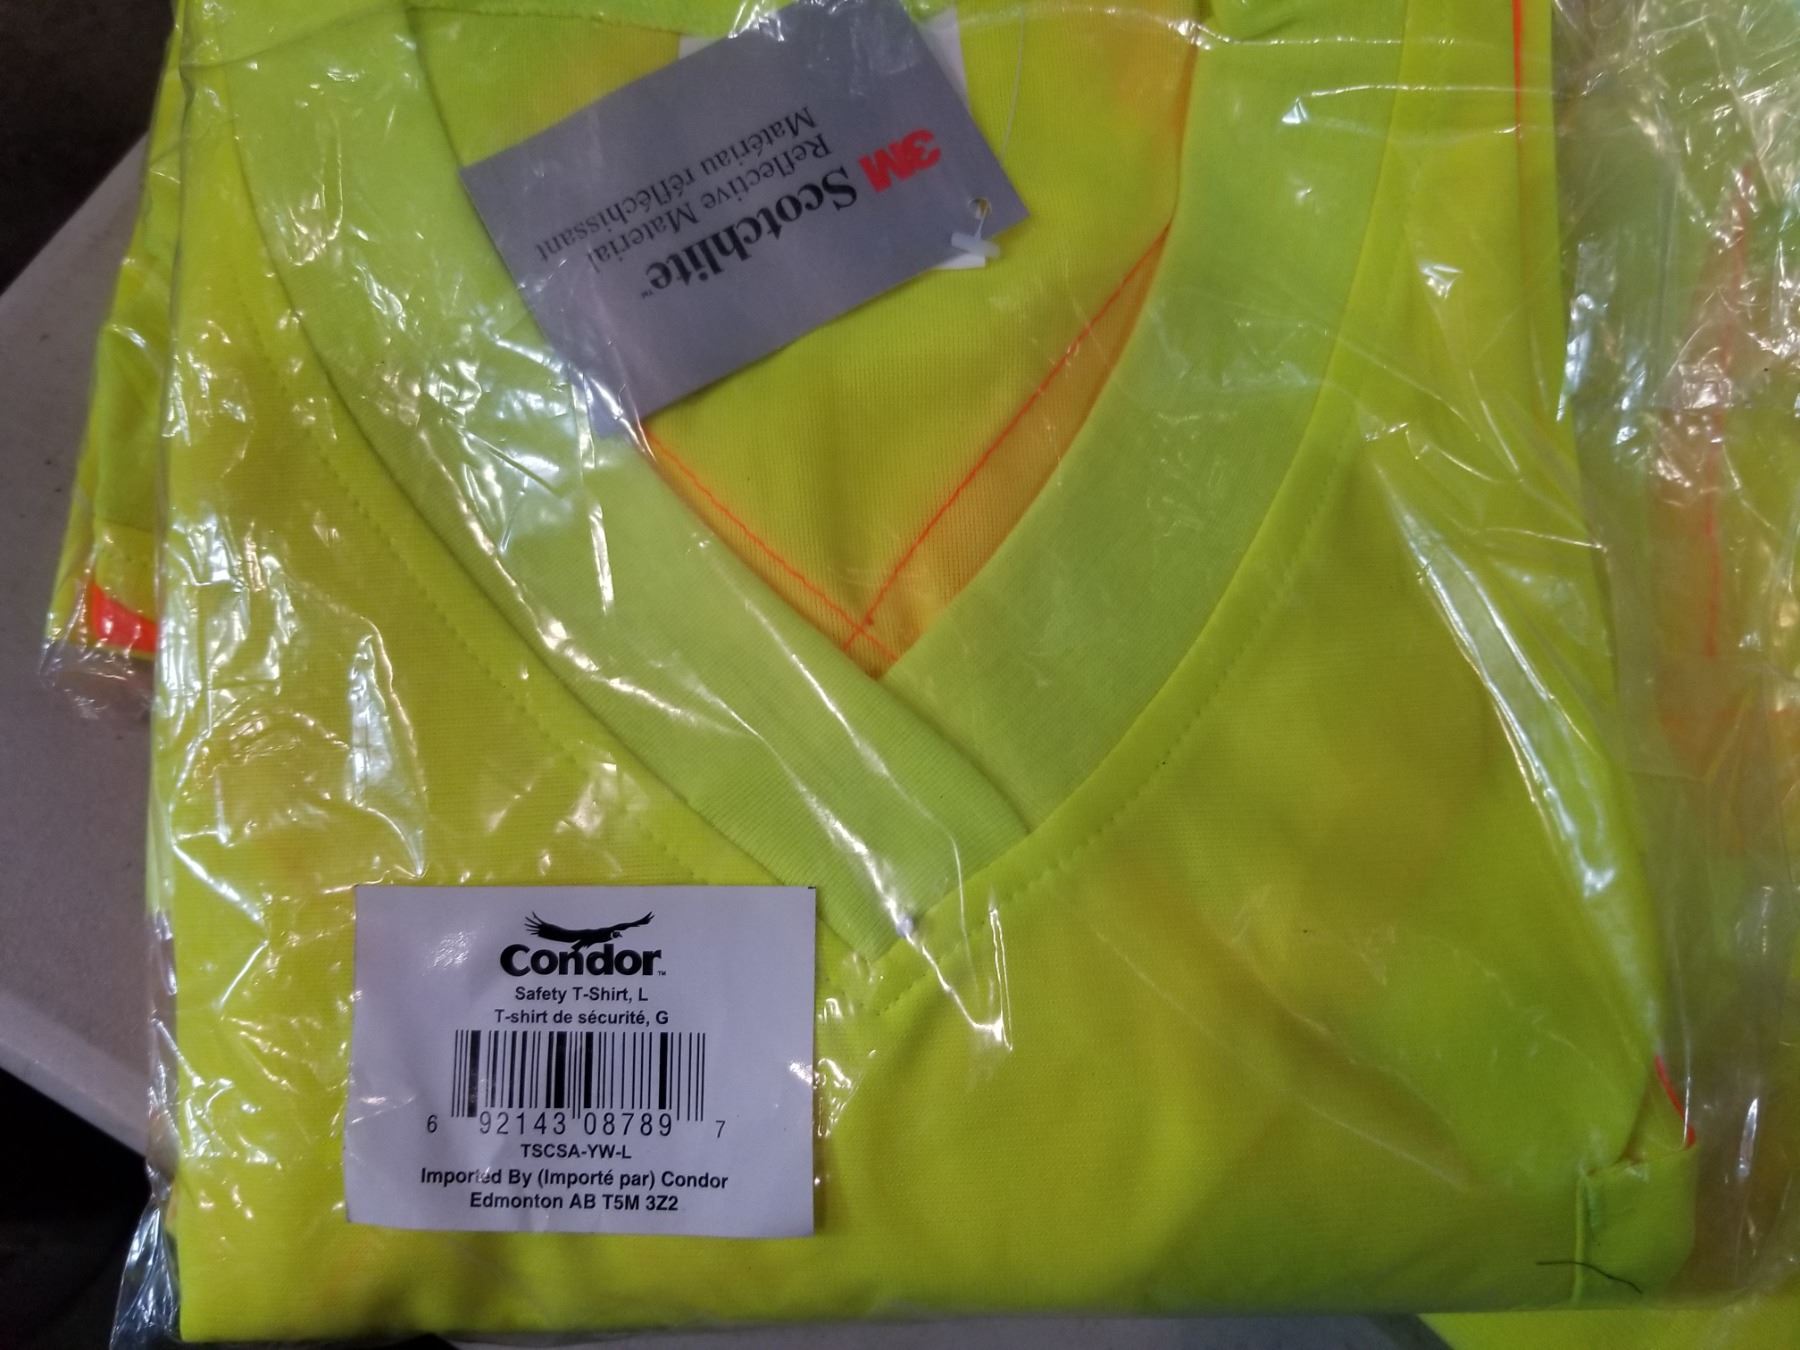 3M Scotchlite™
Reflective Material
Matériau réfléchissant
Condor™
Safety T-Shirt, L
T-shirt de sécurité, G
6 92143 08789 7
TSCSA-YW-L
Imported By (Importé par) Condor
Edmonton AB T5M 3Z2